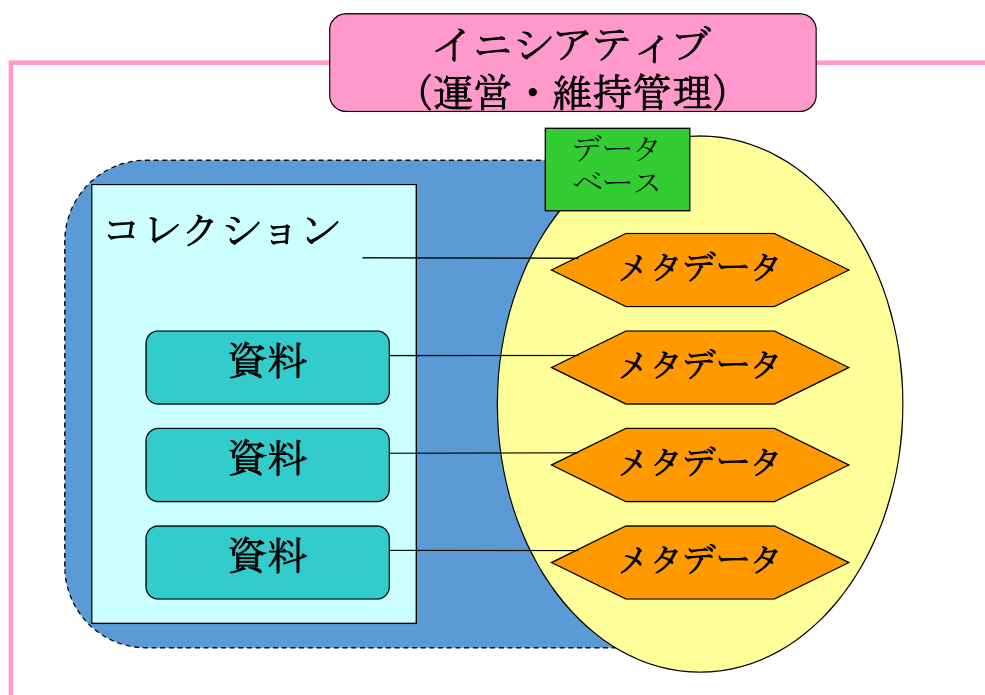 イニシアティブ
（運営・維持管理）
データ
ベース
コレクション
メタデータ
資料
メタデータ
資料
メタデータ
資料
メタデータ